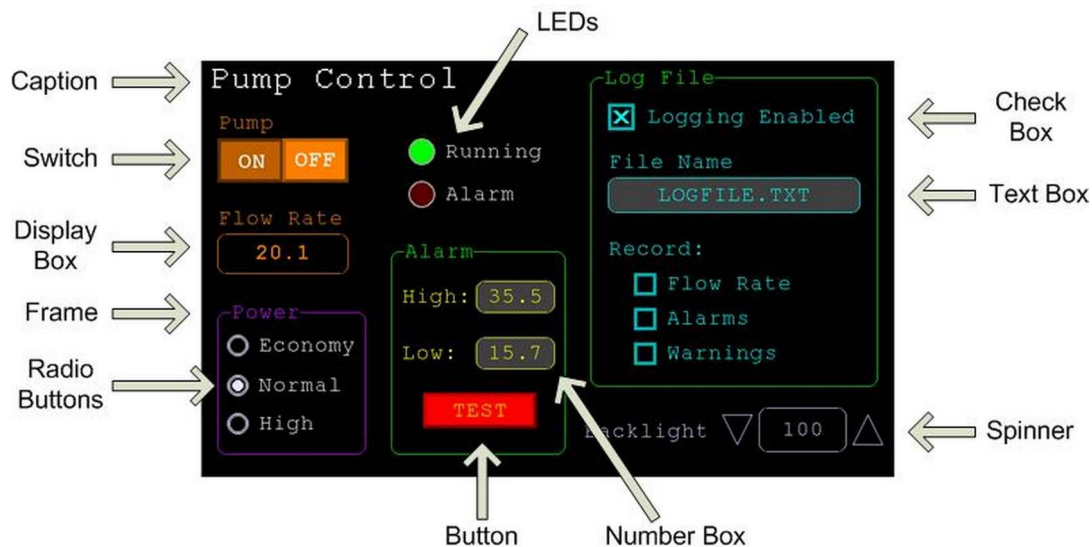 LEDs
Caption
Pump Control
Log File
Logging Enabled
Check
Box
Pump
Switch
ON OFF
Running
File Name
Alarm
LOGFILE.TXT
Text Box
Flow Rate
Display
Box
20.1
Alarm
Record:
High: 35.5
Flow Rate
Frame
Power
Alarms
Economy
Low: 15.7
Warnings
Radio
Buttons
Normal
High
TEST
Backlight 100
Spinner
Button
Number Box